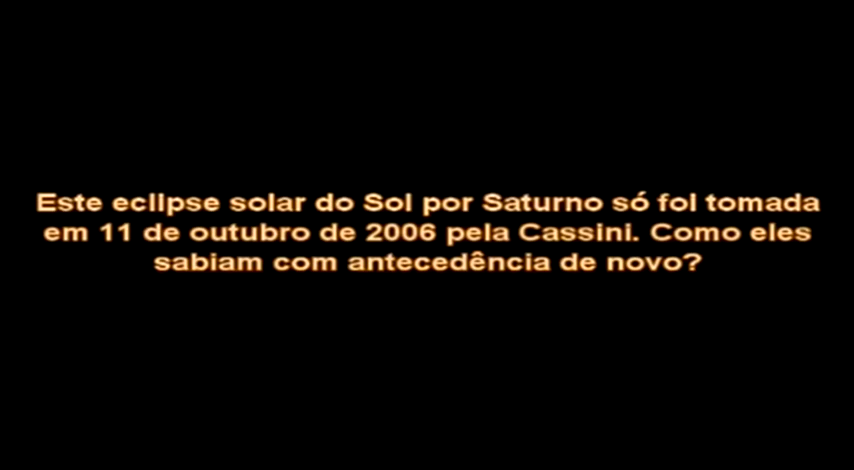 Este eclipse solar do Sol por Saturno só foi tomada
em 11 de outubro de 2006 pela Cassini. Como eles
sabiam com antecedência de novo?